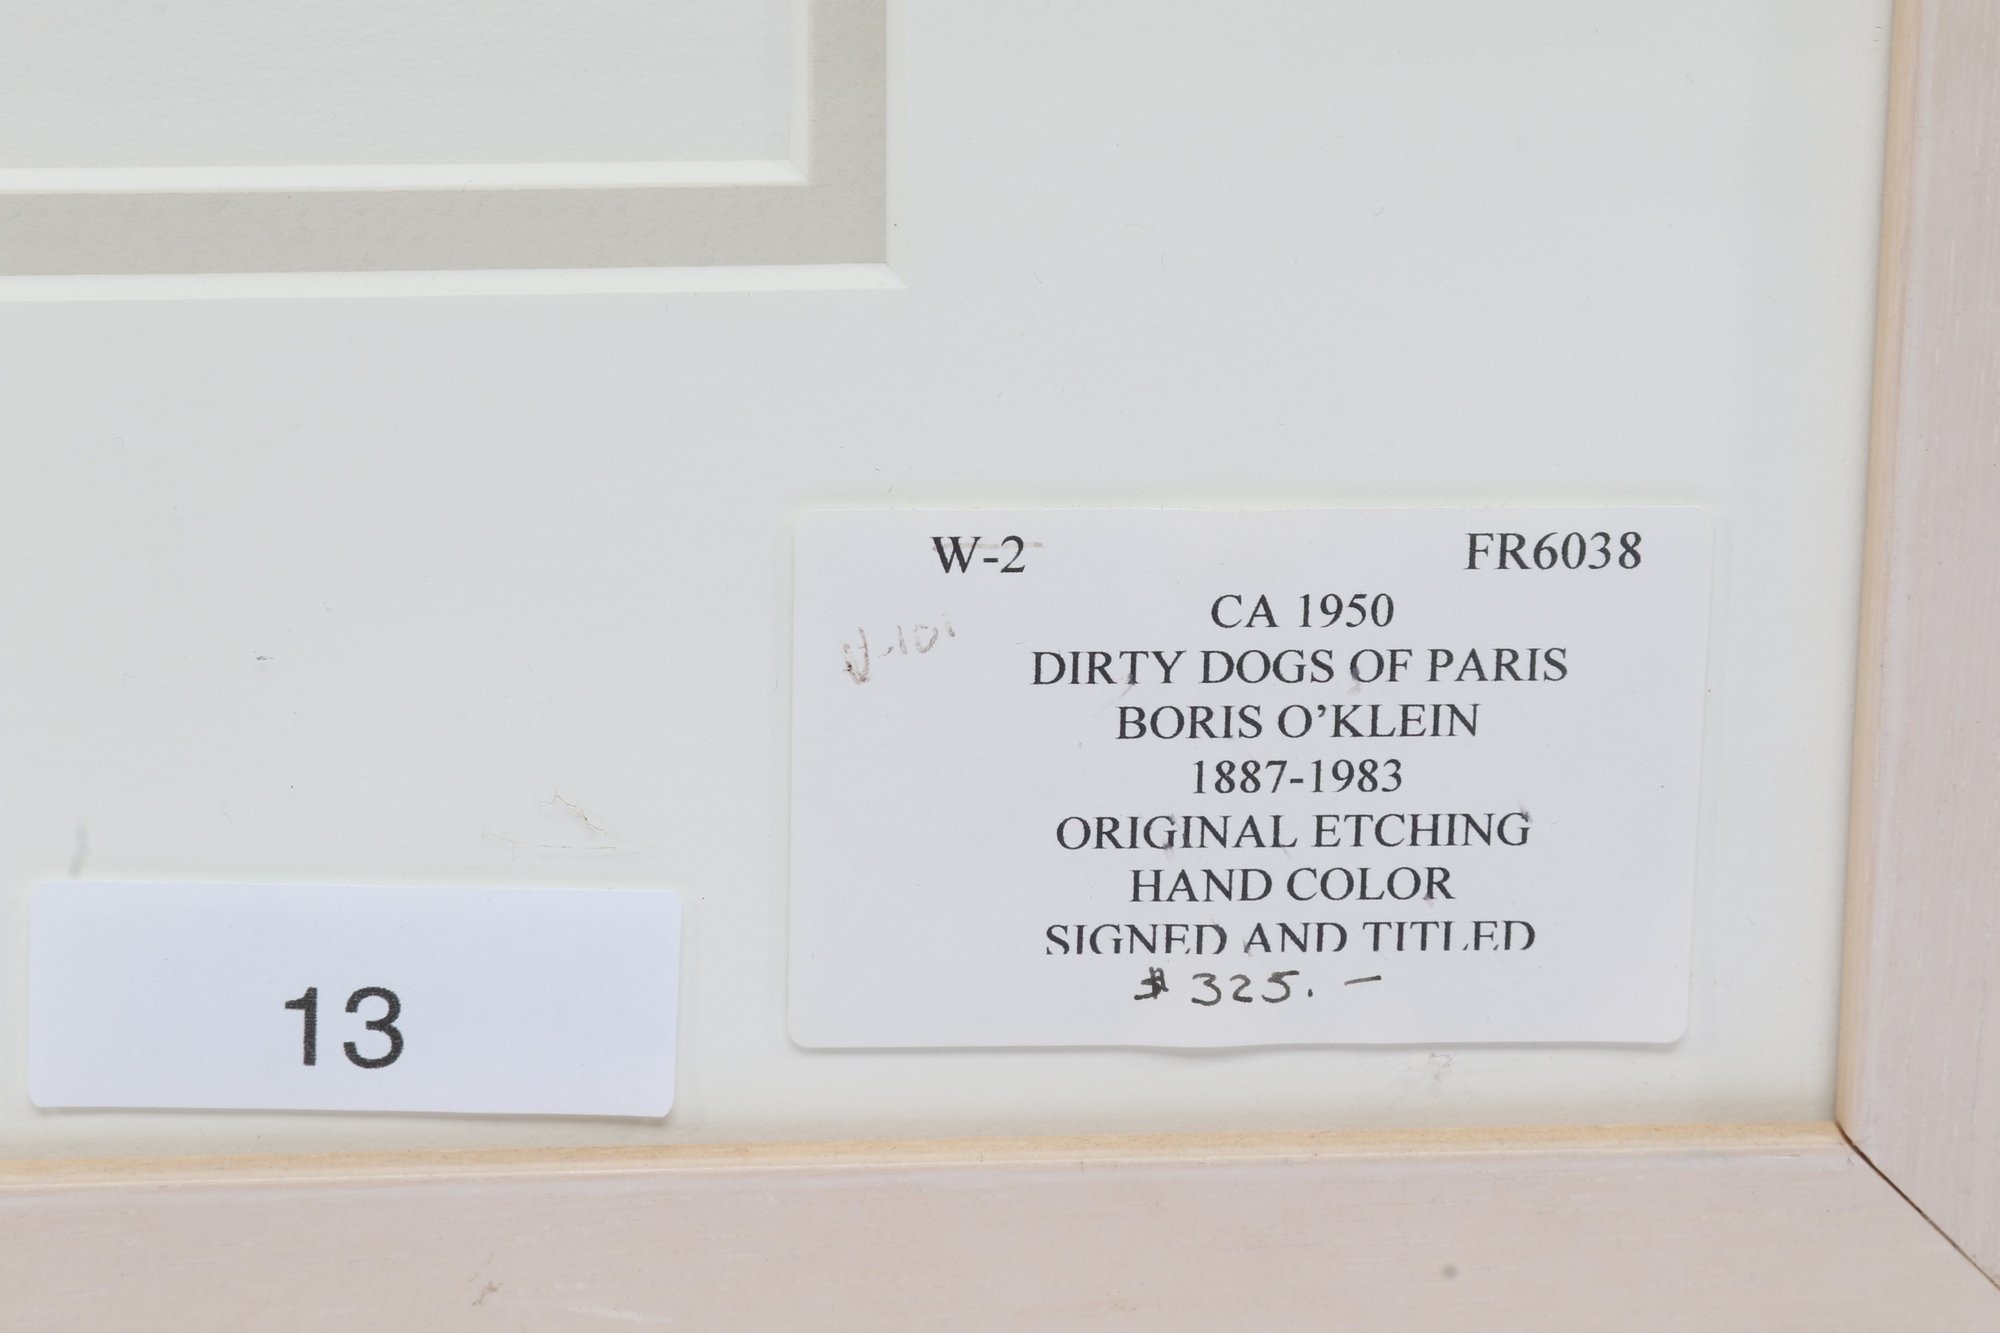 W-2 FR6038
CA 1950
DIRTY DOGS OF PARIS
BORIS O'KLEIN
1887-1983
ORIGINAL ETCHING
HAND COLOR
SIGNED AND TITLED
$ 325. –
13